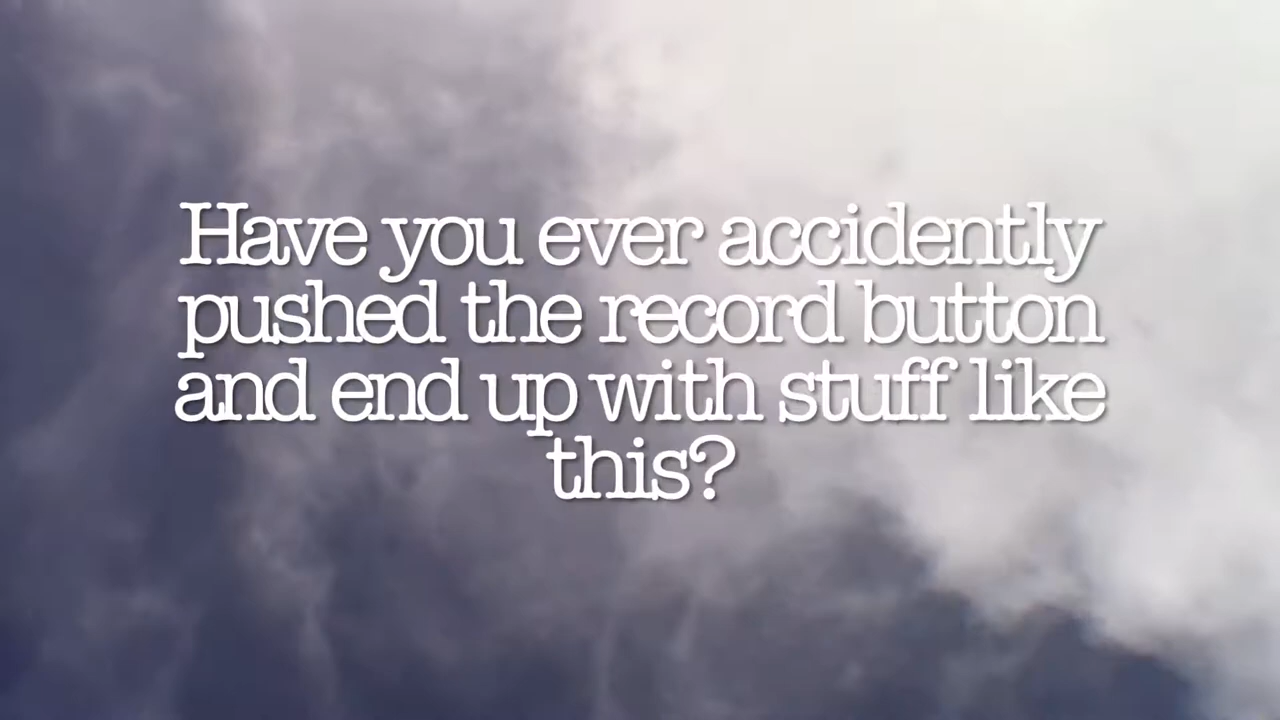 Have you ever accidently
pushed the record button
and end up with stuff like
this?